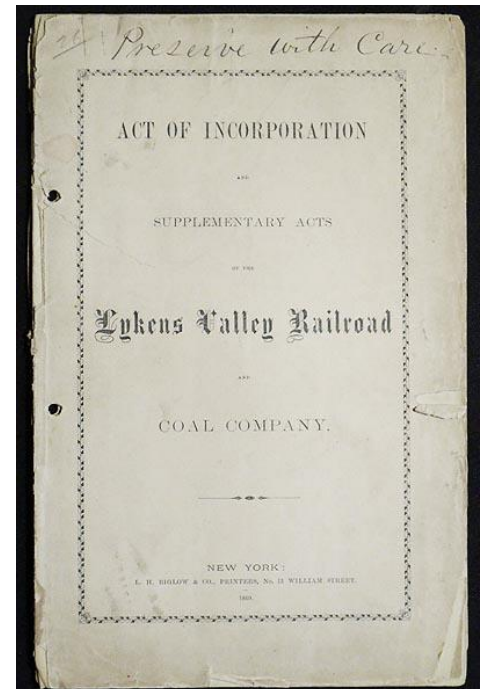 Preserve with Care.
ACT OF INCORPORATION
AND
SUPPLEMENTARY ACTS
OF THE
Lykens Valley Railroad
AND
COAL COMPANY.
NEW YORK:
L. H. BIGLOW & CO., PRINTERS, No. 13 WILLIAM STREET.